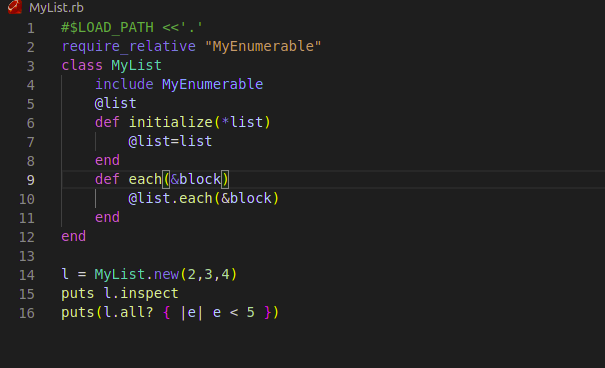 MyList.rb
1 #$LOAD_PATH <<'.'
2 require_relative "MyEnumerable"
3 class MyList
4     include MyEnumerable
5     @list
6     def initialize(*list)
7         @list=list
8     end
9     def each(&block)
10         @list.each(&block)
11     end
12 end
13
14 l = MyList.new(2,3,4)
15 puts l.inspect
16 puts(l.all? { |e| e < 5 })